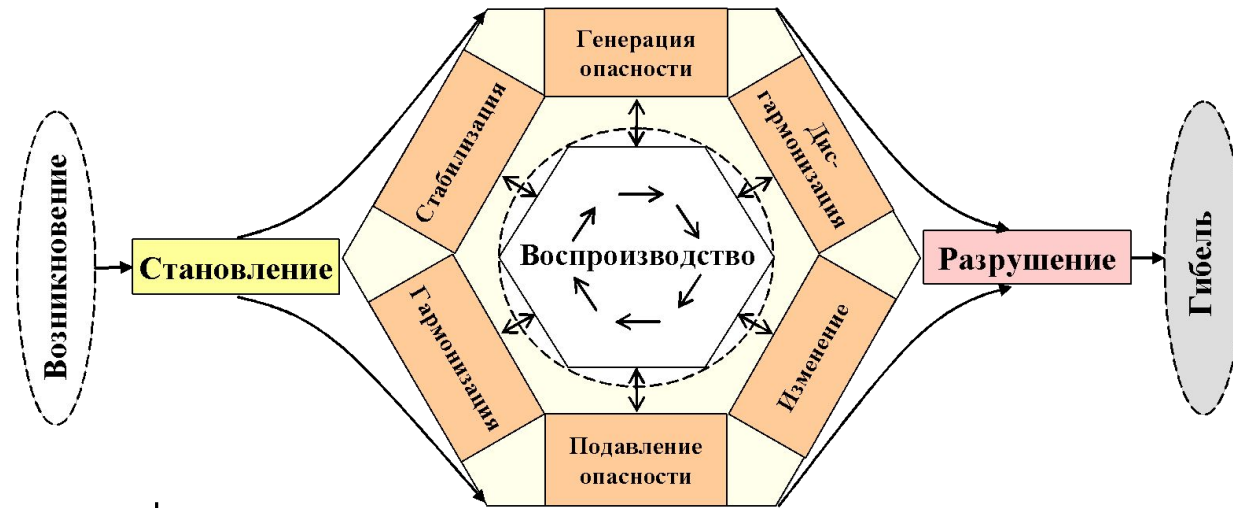 Возникновение
Становление
Стабилизация
Гармонизация
Генерация
опасности
Воспроизводство
Подавление
опасности
Дис-
гармонизация
Изменение
Разрушение
Гибель